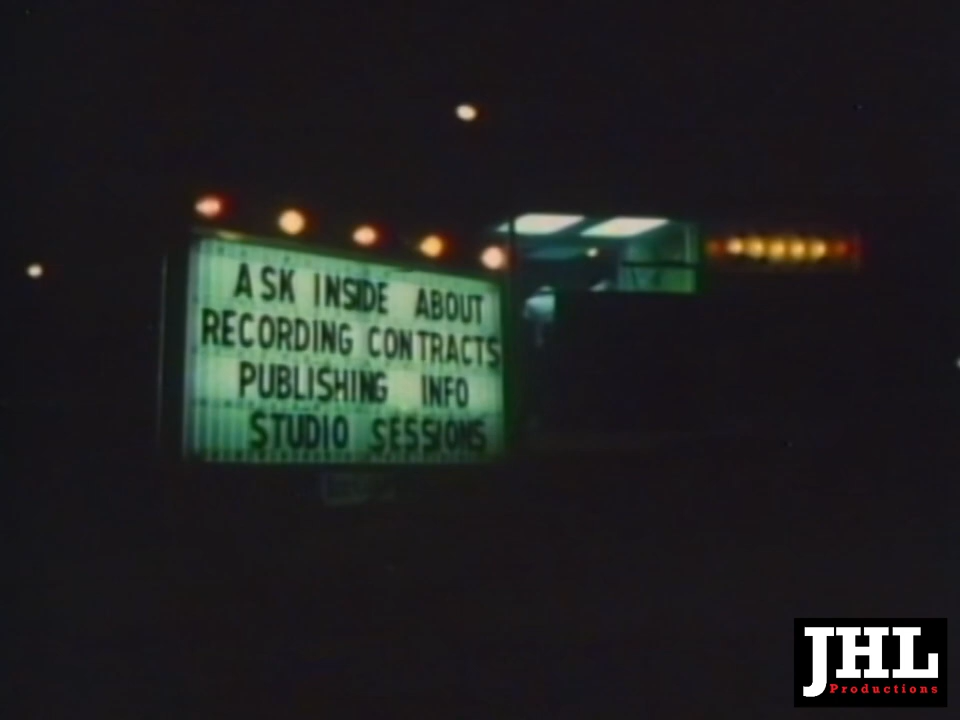 ASK INSIDE ABOUT
RECORDING CONTRACTS
PUBLISHING INFO
STUDIO SESSIONS
JHL
Productions